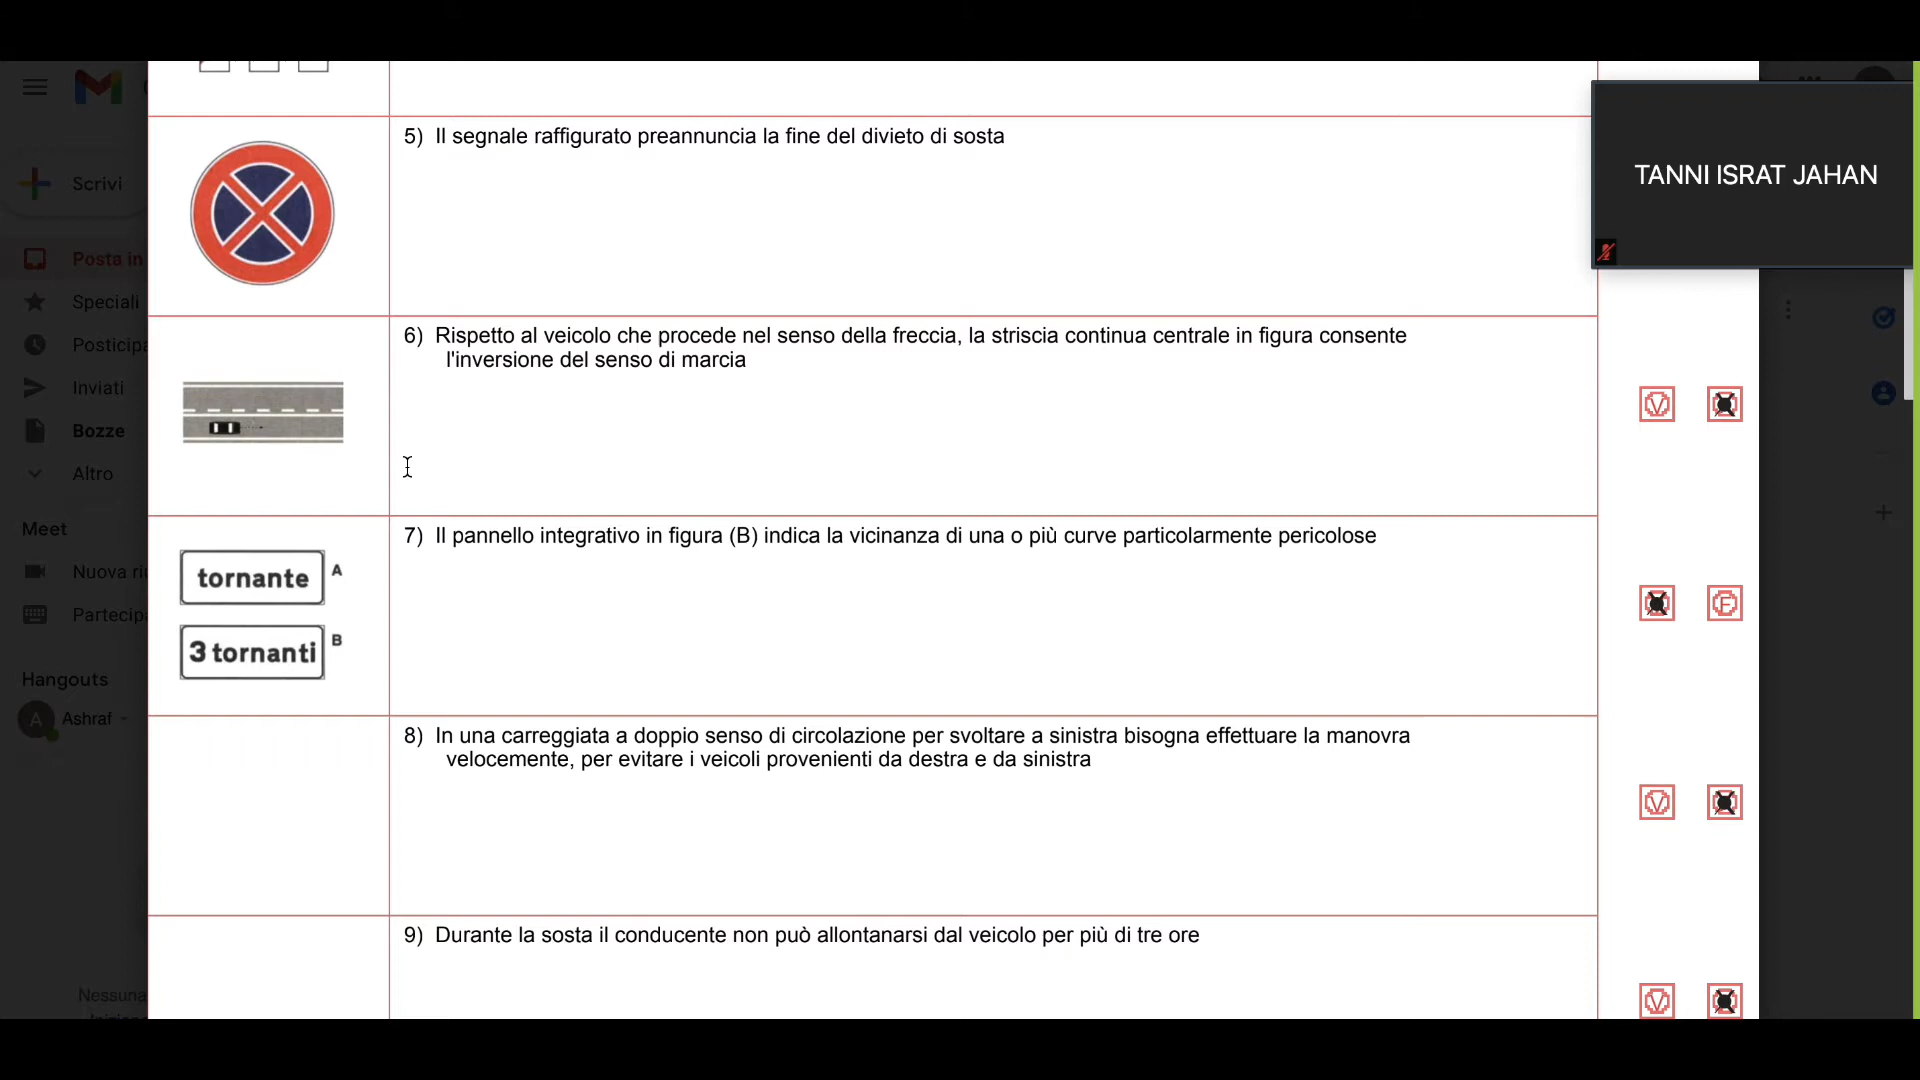 5) Il segnale raffigurato preannuncia la fine del divieto di sosta
TANNI ISRAT JAHAN
Scrivi
Posta in
Speciali
Posticipa
Inviati
Bozze
Altro
Meet
Nuova
Partecip
Hangouts
A Ashraf
Nessuna
6) Rispetto al veicolo che procede nel senso della freccia, la striscia continua centrale in figura consente
l'inversione del senso di marcia
V
7) Il pannello integrativo in figura (B) indica la vicinanza di una o più curve particolarmente pericolose
tornante A
3 tornanti B
F
8) In una carreggiata a doppio senso di circolazione per svoltare a sinistra bisogna effettuare la manovra
velocemente, per evitare i veicoli provenienti da destra e da sinistra
V
9) Durante la sosta il conducente non può allontanarsi dal veicolo per più di tre ore
V